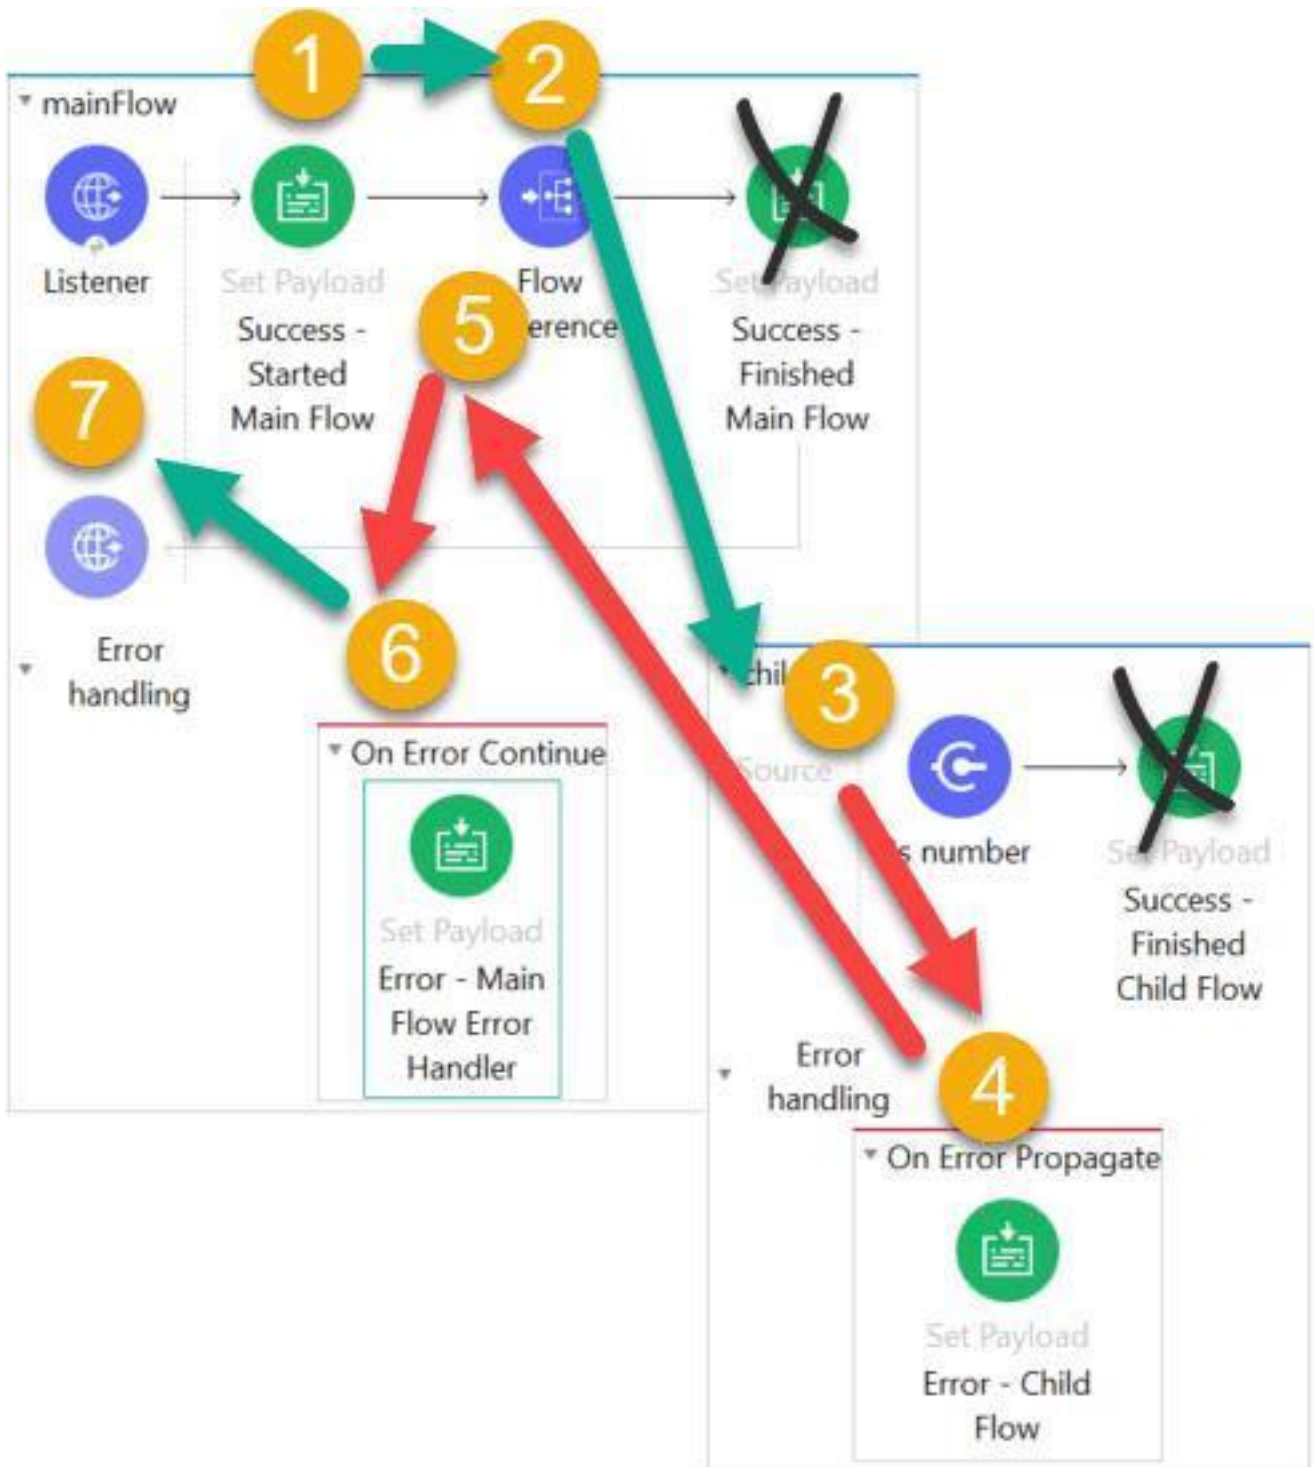 1
2
mainFlow
Listener
Set Payload
Success -
Started
Main Flow
Flow
erence
Set Payload
Success -
Finished
Main Flow
5
7
Error
handling
6
On Error Continue
Set Payload
Error - Main
Flow Error
Handler
chil
3
Source
s number
Set Payload
Success -
Finished
Child Flow
Error
handling
4
On Error Propagate
Set Payload
Error - Child
Flow